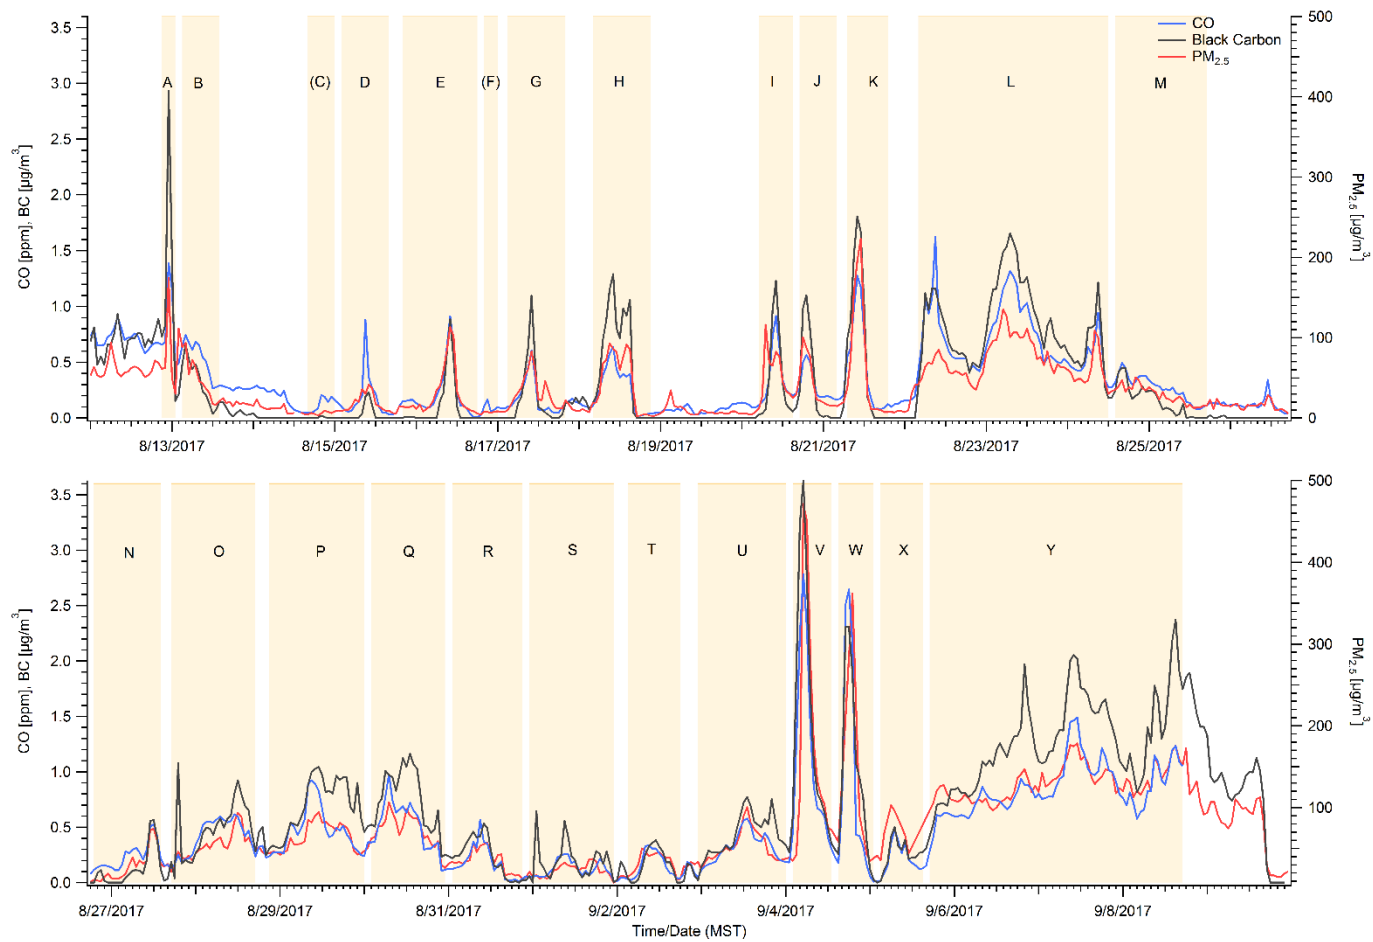 3.5
3.0
2.5
2.0
1.5
1.0
0.5
0.0
CO [ppm], BC [µg/m³]
500
400
300
200
100
0
PM₂.₅ [µg/m³]
CO
Black Carbon
PM₂.₅
A B (C) D E (F) G H I J K L M
8/13/2017 8/15/2017 8/17/2017 8/19/2017 8/21/2017 8/23/2017 8/25/2017
3.5
3.0
2.5
2.0
1.5
1.0
0.5
0.0
CO [ppm], BC [µg/m³]
500
400
300
200
100
PM₂.₅ [µg/m³]
N O P Q R S T U V W X Y
8/27/2017 8/29/2017 8/31/2017 9/2/2017 9/4/2017 9/6/2017 9/8/2017
Time/Date (MST)